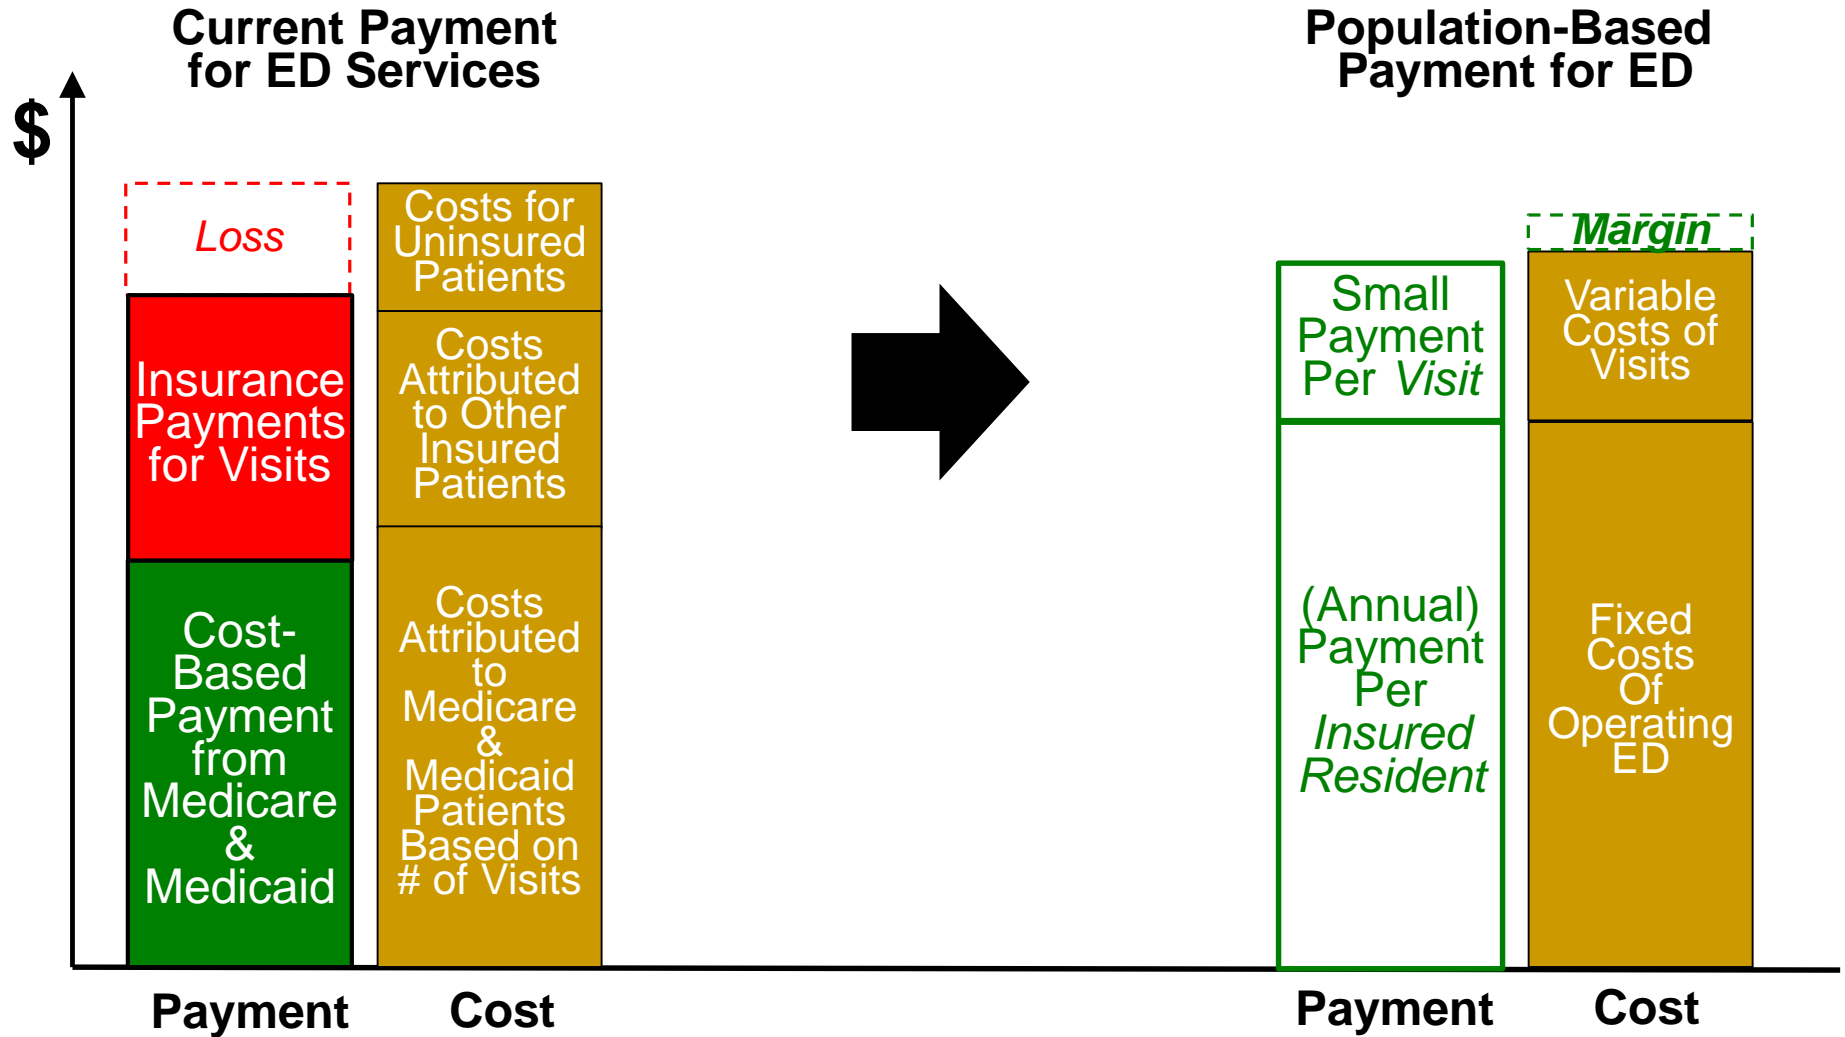 Current Payment
for ED Services
$
Loss
Insurance
Payments
for Visits
Cost-
Based
Payment
from
Medicare
&
Medicaid
Costs for
Uninsured
Patients
Costs
Attributed
to Other
Insured
Patients
Costs
Attributed
to
Medicare
&
Medicaid
Patients
Based on
# of Visits
Payment
Cost
Population-Based
Payment for ED
Small
Payment
Per Visit
(Annual)
Payment
Per
Insured
Resident
Margin
Variable
Costs of
Visits
Fixed
Costs
Of
Operating
ED
Payment
Cost